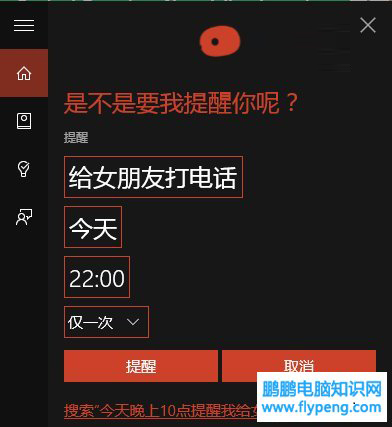 是不是要我提醒你呢？
提醒
给女朋友打电话
今天
22:00
仅一次
提醒
取消
搜索“今天晚上10点提醒我给
鹏鹏电脑知识网
www.flypeng.com